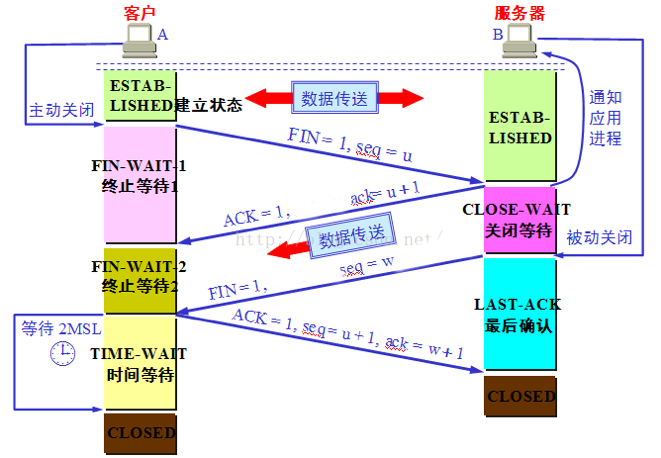 客户
服务器
A
B
ESTAB-
LISHED建立状态
数据传送
主动关闭
ESTAB-
LISHED
通知
应用
进程
FIN = 1, seq = u
FIN-WAIT-1
终止等待1
ACK = 1, ack= u + 1
CLOSE-WAIT
关闭等待
数据传送
被动关闭
FIN-WAIT-2
终止等待2
FIN = 1, seq = w
LAST-ACK
最后确认
ACK = 1, seq= u + 1, ack = w + 1
等待 2MSL
TIME-WAIT
时间等待
CLOSED
CLOSED